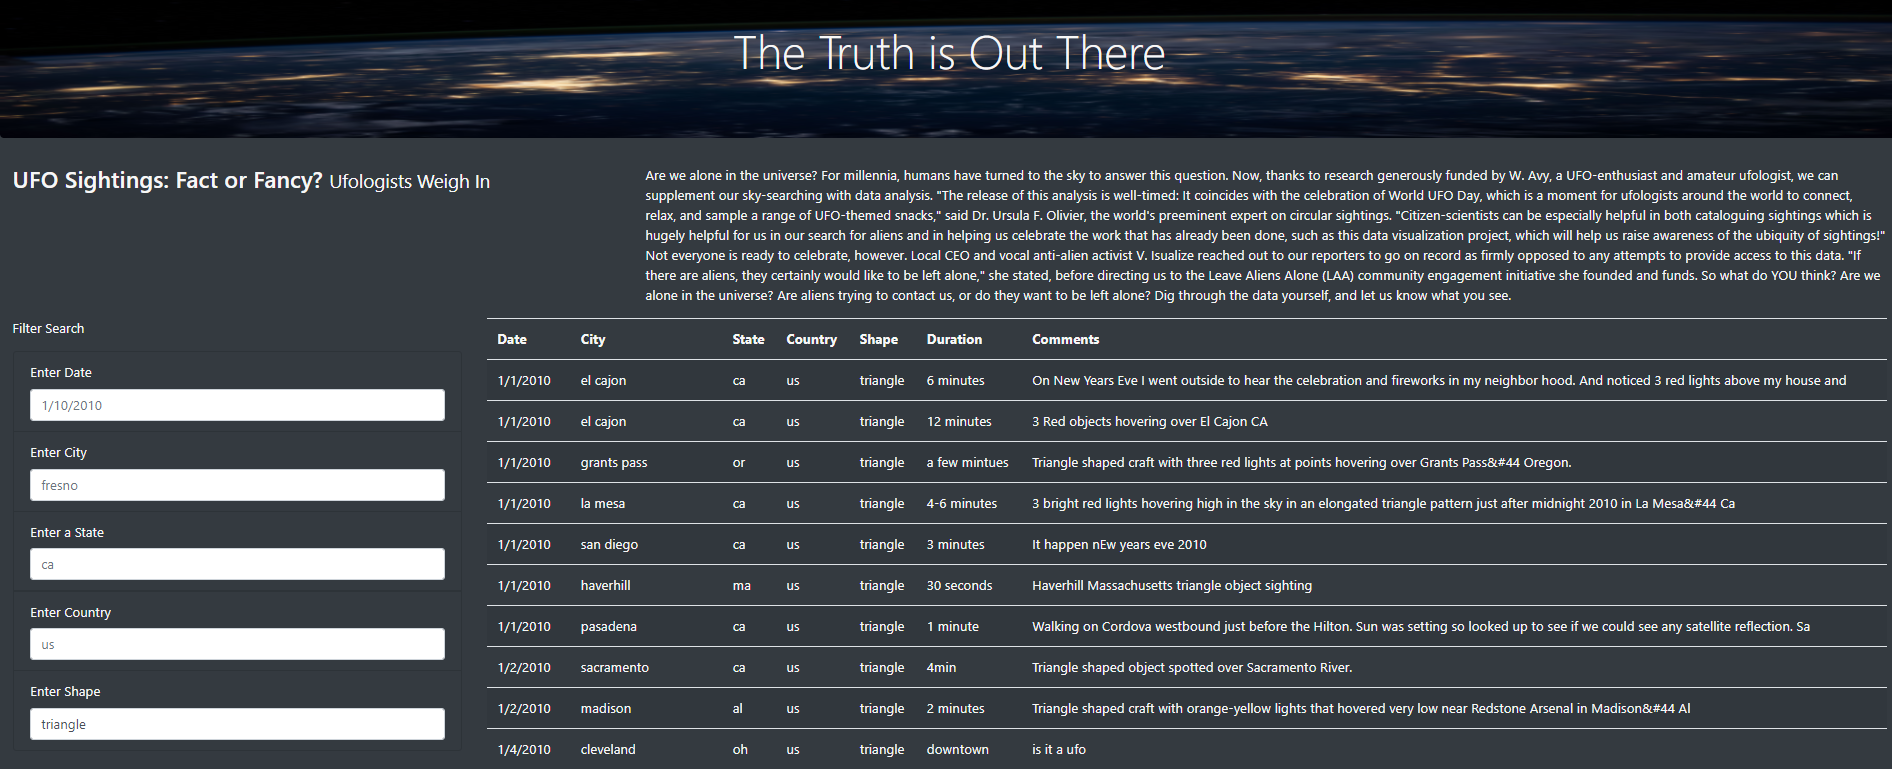 The Truth is Out There
UFO Sightings: Fact or Fancy? Ufologists Weigh In
Are we alone in the universe? For millennia, humans have turned to the sky to answer this question. Now, thanks to research generously funded by W. Avy, a UFO-enthusiast and amateur ufologist, we can
supplement our sky-searching with data analysis. "The release of this analysis is well-timed: It coincides with the celebration of World UFO Day, which is a moment for ufologists around the world to connect,
relax, and sample a range of UFO-themed snacks," said Dr. Ursula F. Olivier, the world's preeminent expert on circular sightings. "Citizen-scientists can be especially helpful in both cataloguing sightings which is
hugely helpful for us in our search for aliens and in helping us celebrate the work that has already been done, such as this data visualization project, which will help us raise awareness of the ubiquity of sightings!"
Not everyone is ready to celebrate, however. Local CEO and vocal anti-alien activist V. Isualize reached out to our reporters to go on record as firmly opposed to any attempts to provide access to this data. "If
there are aliens, they certainly would like to be left alone," she stated, before directing us to the Leave Aliens Alone (LAA) community engagement initiative she founded and funds. So what do YOU think? Are we
alone in the universe? Are aliens trying to contact us, or do they want to be left alone? Dig through the data yourself, and let us know what you see.
Filter Search
Enter Date
1/10/2010
Enter City
fresno
Enter a State
ca
Enter Country
us
Enter Shape
triangle
Date City State Country Shape Duration Comments
1/1/2010 el cajon ca us triangle 6 minutes On New Years Eve I went outside to hear the celebration and fireworks in my neighbor hood. And noticed 3 red lights above my house and
1/1/2010 el cajon ca us triangle 12 minutes 3 Red objects hovering over El Cajon CA
1/1/2010 grants pass or us triangle a few mintues Triangle shaped craft with three red lights at points hovering over Grants Pass&#44 Oregon.
1/1/2010 la mesa ca us triangle 4-6 minutes 3 bright red lights hovering high in the sky in an elongated triangle pattern just after midnight 2010 in La Mesa&#44 Ca
1/1/2010 san diego ca us triangle 3 minutes It happen nEw years eve 2010
1/1/2010 haverhill ma us triangle 30 seconds Haverhill Massachusetts triangle object sighting
1/1/2010 pasadena ca us triangle 1 minute Walking on Cordova westbound just before the Hilton. Sun was setting so looked up to see if we could see any satellite reflection. Sa
1/2/2010 sacramento ca us triangle 4min Triangle shaped object spotted over Sacramento River.
1/2/2010 madison al us triangle 2 minutes Triangle shaped craft with orange-yellow lights that hovered very low near Redstone Arsenal in Madison&#44 Al
1/4/2010 cleveland oh us triangle downtown is it a ufo